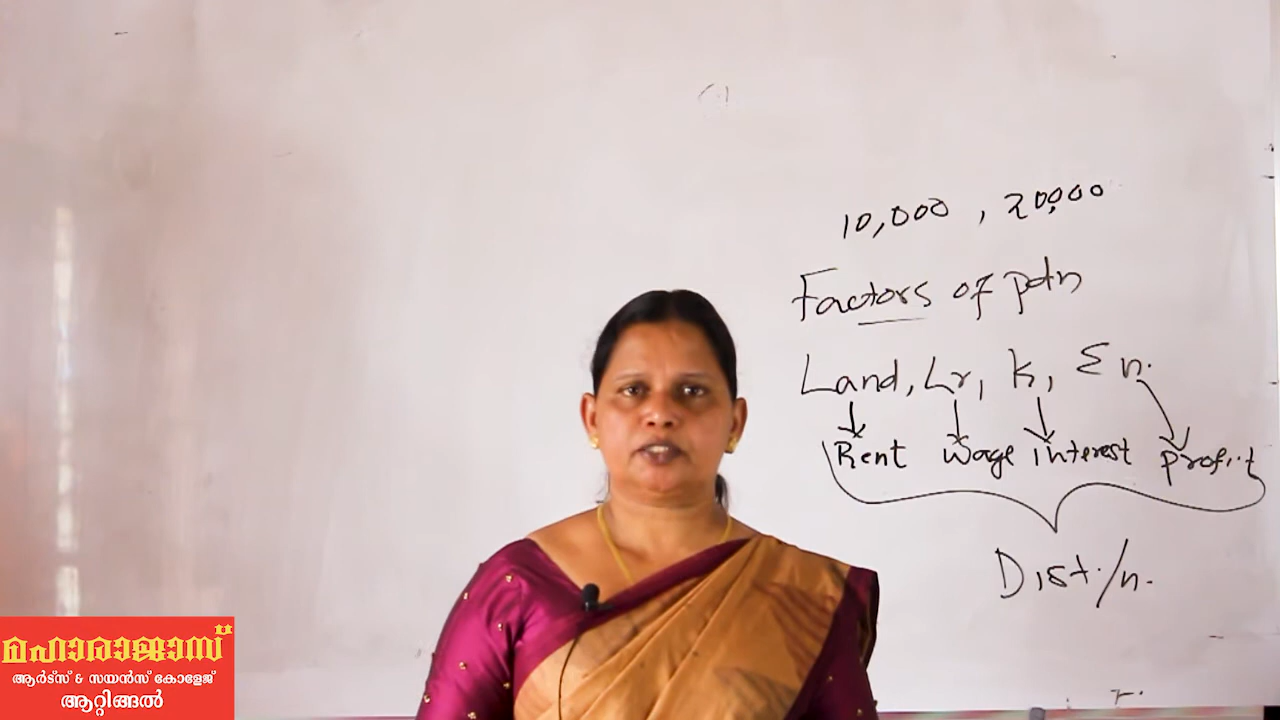 10,000 , 20,000
Factors of pdn
Land, Lr, K, En.
Rent wage interest profit
Dist./n.
മഹാരാജാസ്
ആർട്സ് & സയൻസ് കോളേജ്
ആറ്റിങ്ങൽ